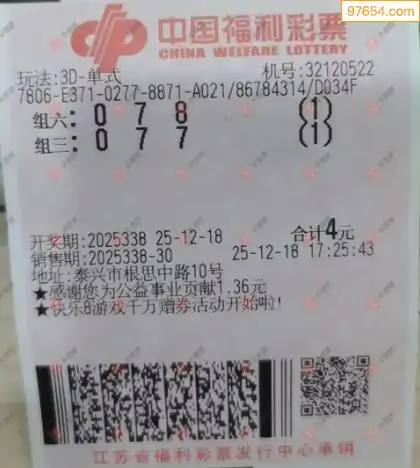 97654.com
中国福利彩票
CHINA WELFARE LOTTERY
玩法:3D-单式 机号:32120522
7806-E371-0277-8871-A021/86784314/D034F
组六: 0 7 8 (1)
组三: 0 7 7 (1)
合计4元
开奖期:2025338 25-12-18
销售期:2025338-30 25-12-18 17:25:43
地址:泰兴市根思中路10号
★感谢您为公益事业贡献1.36元
★快乐8游戏千万赠券活动开始啦!
江苏省福利彩票发行中心承销